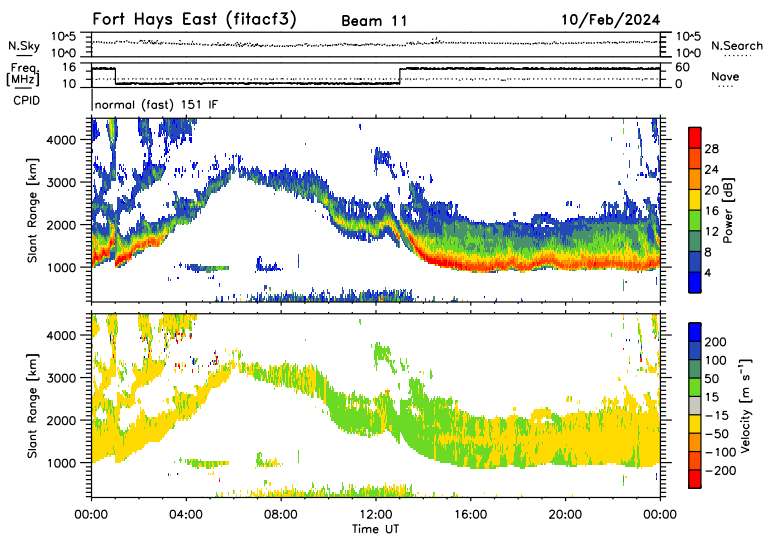 Fort Hays East (fitacf3) Beam 11 10/Feb/2024
N.Sky 10^5 10^0 10^5 10^0 N.Search
Freq. [MHz] 16 10 60 0 Nave
CPID normal (fast) 151 IF
Slant Range [km]
4000
3000
2000
1000
Power [dB]
28
24
20
16
12
8
4
Slant Range [km]
4000
3000
2000
1000
Velocity [m s⁻¹]
200
100
50
15
−15
−50
−100
−200
00:00 04:00 08:00 12:00 16:00 20:00 00:00
Time UT